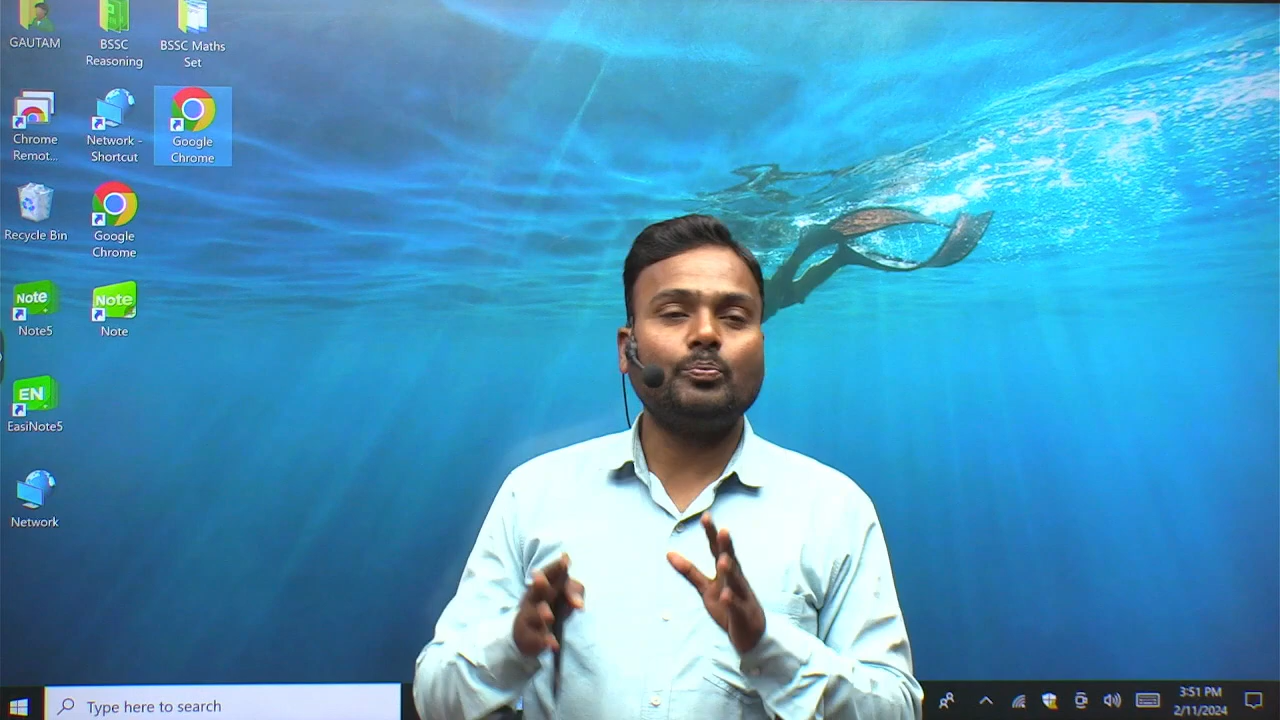 GAUTAM
BSSC
Reasoning
BSSC Maths
Set
Chrome
Remot...
Network -
Shortcut
Google
Chrome
Recycle Bin
Google
Chrome
Note
Note5
Note
Note
EN
EasiNote5
Network
Type here to search
3:51 PM
2/11/2024